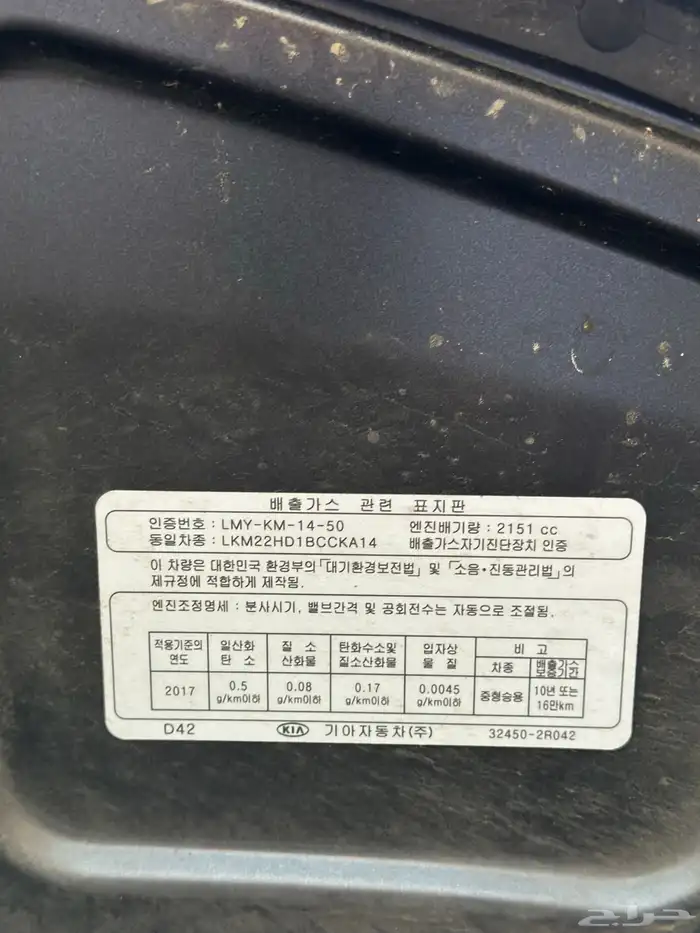 배출가스 관련 표지판
인증번호 : LMY-KM-14-50 엔진배기량 : 2151 cc
동일차종 : LKM22HD1BCCKA14 배출가스자기진단장치 인증
이 차량은 대한민국 환경부의 「대기환경보전법」 및 「소음·진동관리법」의
제규정에 적합하게 제작됨.
엔진조정명세 : 분사시기, 밸브간격 및 공회전수는 자동으로 조절됨.
적용기준의 연도 일산화 탄소 질소 산화물 탄화수소및 질소산화물 입자상 물질 비고
차종 배출가스 보증기간
2017 0.5 g/km이하 0.08 g/km이하 0.17 g/km이하 0.0045 g/km이하 중형승용 10년 또는 16만km
D42 KIA 기아자동차(주) 32450-2R042
حراج